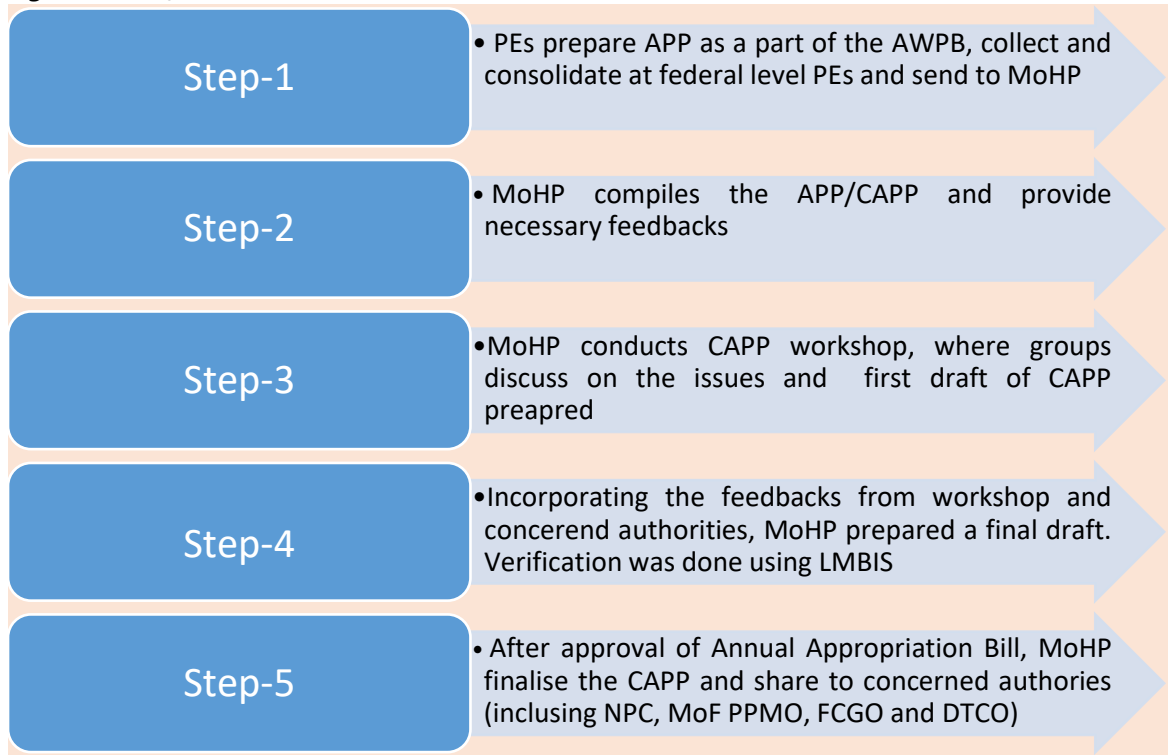 Step-1
• PEs prepare APP as a part of the AWPB, collect and
consolidate at federal level PEs and send to MoHP
Step-2
• MoHP compiles the APP/CAPP and provide
necessary feedbacks
Step-3
•MoHP conducts CAPP workshop, where groups
discuss on the issues and first draft of CAPP
preapred
Step-4
•Incorporating the feedbacks from workshop and
concerend authorities, MoHP prepared a final draft.
Verification was done using LMBIS
Step-5
• After approval of Annual Appropriation Bill, MoHP
finalise the CAPP and share to concerned authories
(inclusing NPC, MoF PPMO, FCGO and DTCO)